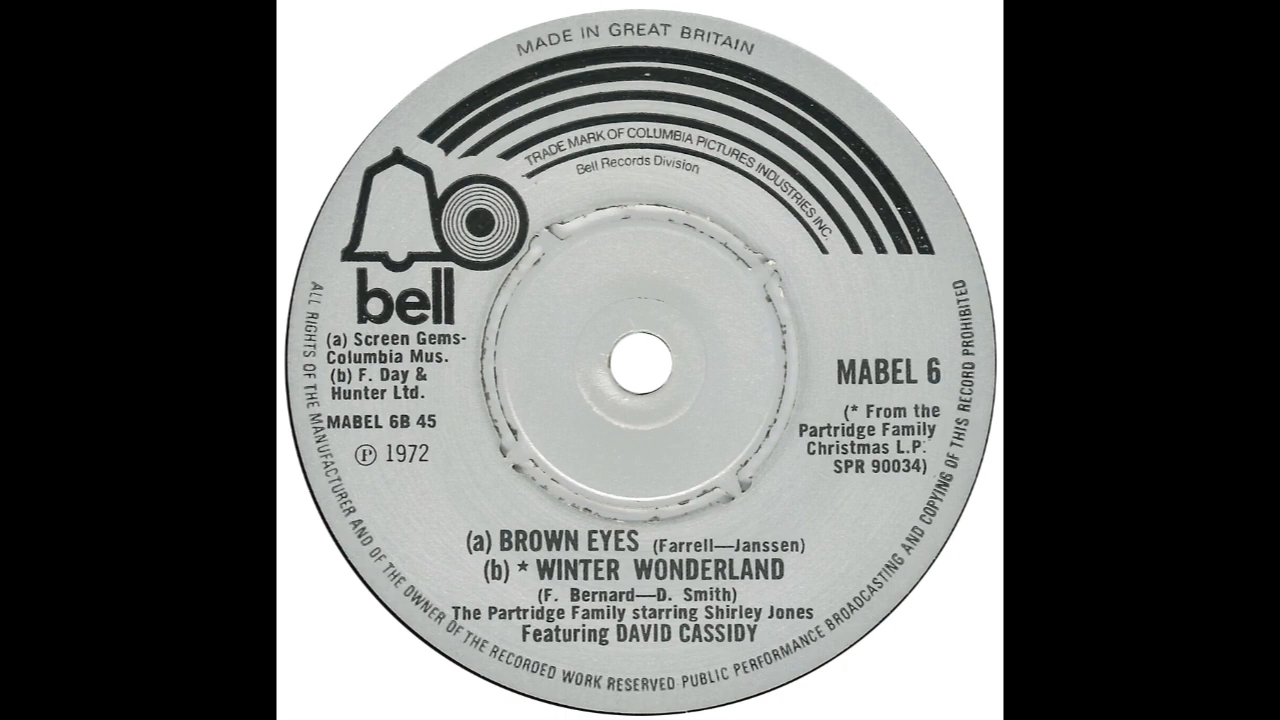 MADE IN GREAT BRITAIN
TRADE MARK OF COLUMBIA PICTURES INDUSTRIES INC.
Bell Records Division
bell
(a) Screen Gems-
Columbia Mus.
(b) F. Day &
Hunter Ltd.
MABEL 6B 45
Ⓟ 1972
MABEL 6
(* From the
Partridge Family
Christmas L.P.
SPR 90034)
(a) BROWN EYES (Farrell—Janssen)
(b) * WINTER WONDERLAND
(F. Bernard—D. Smith)
The Partridge Family starring Shirley Jones
Featuring DAVID CASSIDY
ALL RIGHTS OF THE MANUFACTURER AND OF THE OWNER OF THE RECORDED WORK RESERVED PUBLIC PERFORMANCE BROADCASTING AND COPYING OF THIS RECORD PROHIBITED